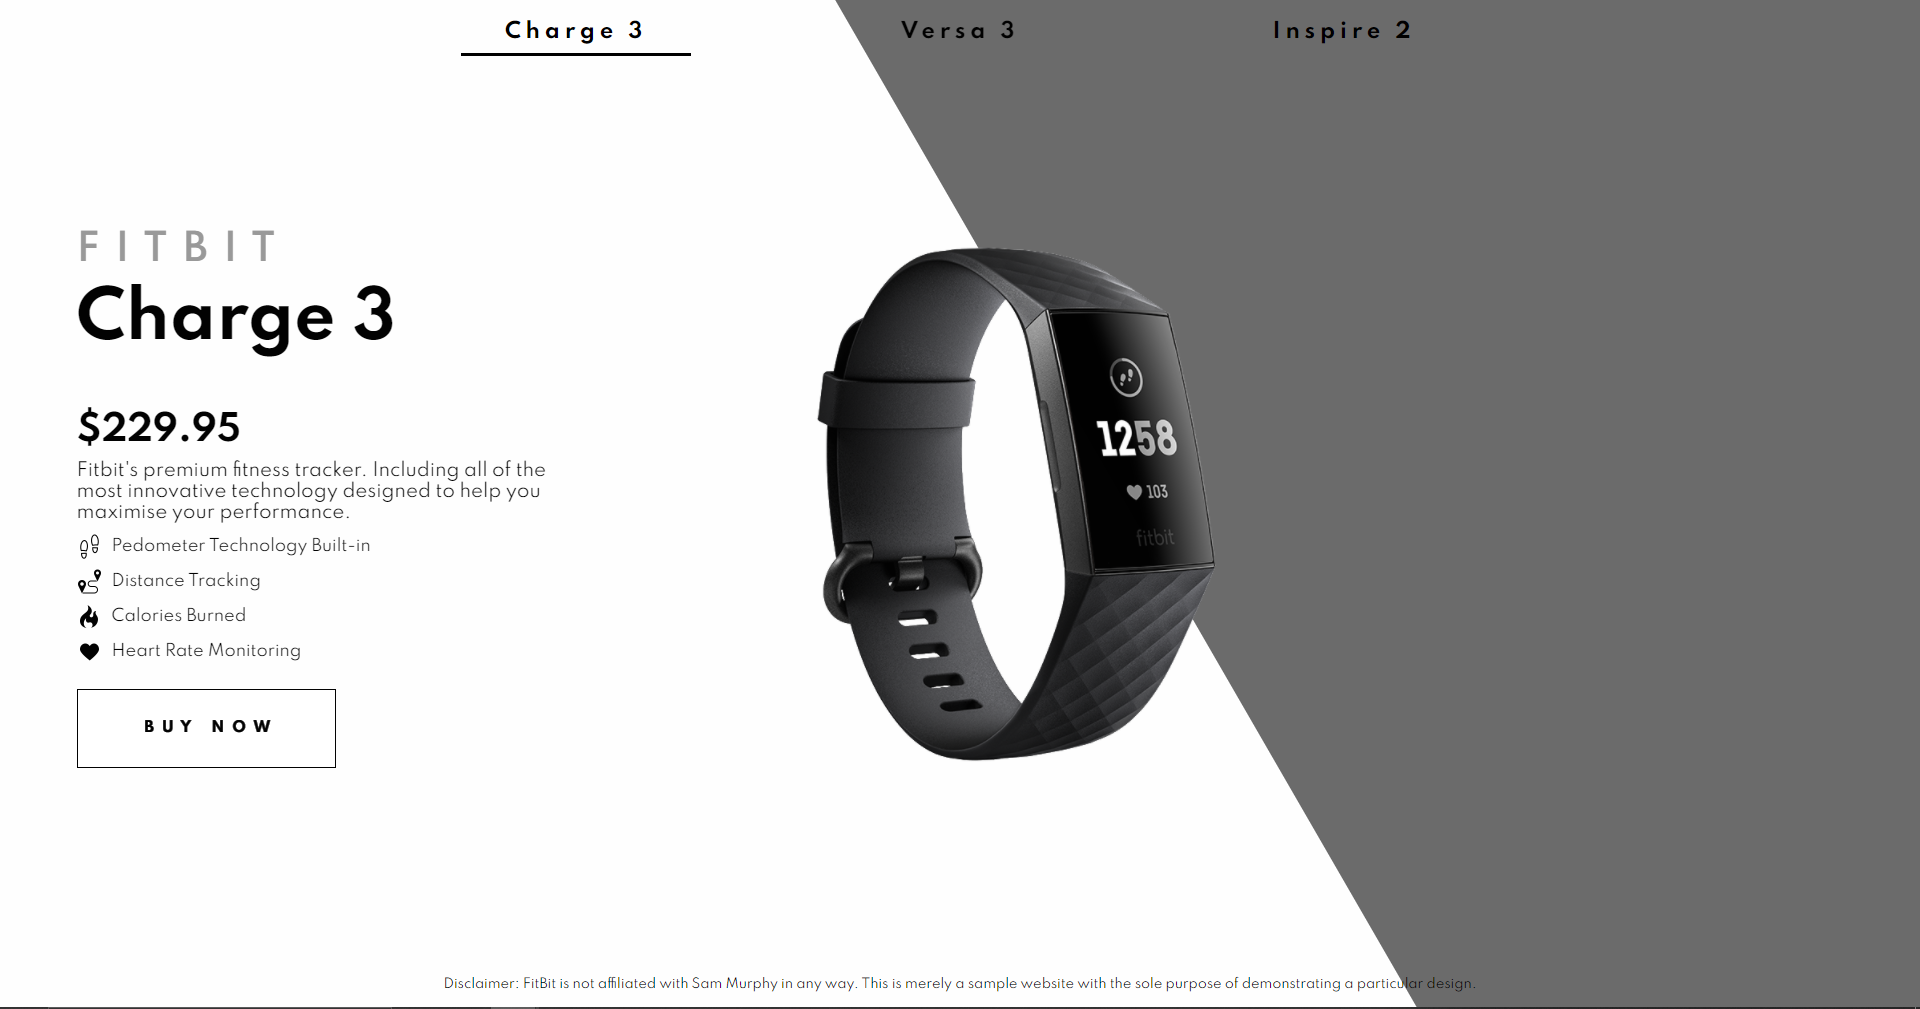 Charge 3
Versa 3
Inspire 2
FITBIT
Charge 3
$229.95
Fitbit's premium fitness tracker. Including all of the
most innovative technology designed to help you
maximise your performance.
Pedometer Technology Built-in
Distance Tracking
Calories Burned
Heart Rate Monitoring
BUY NOW
1258
103
fitbit
Disclaimer: FitBit is not affiliated with Sam Murphy in any way. This is merely a sample website with the sole purpose of demonstrating a particular design.